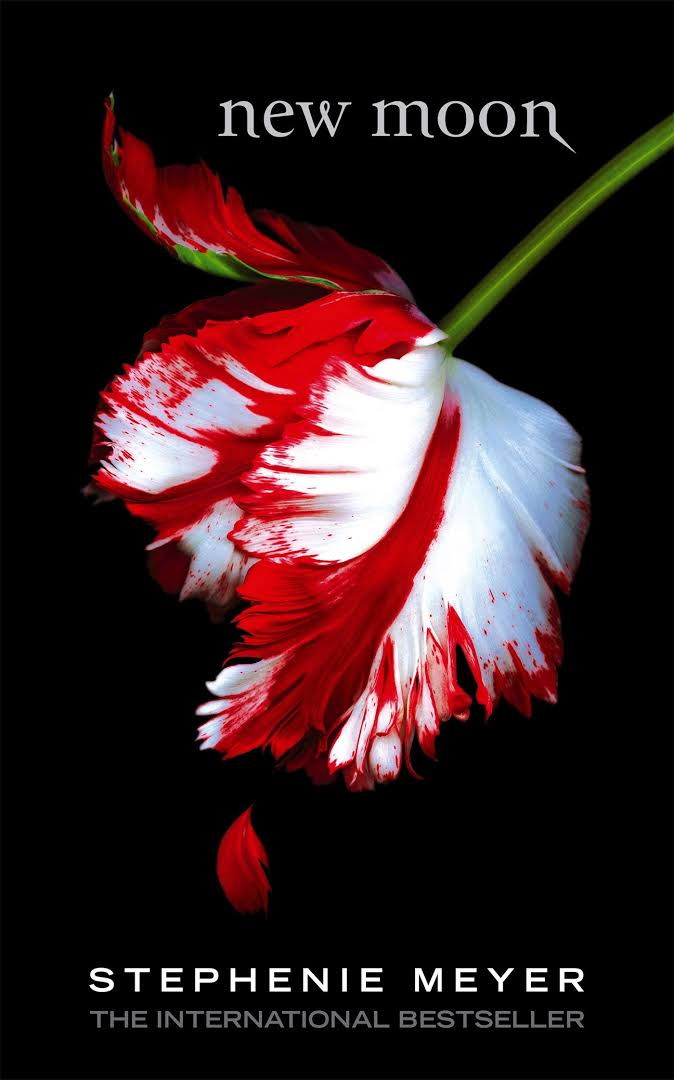 new moon
STEPHENIE MEYER
THE INTERNATIONAL BESTSELLER